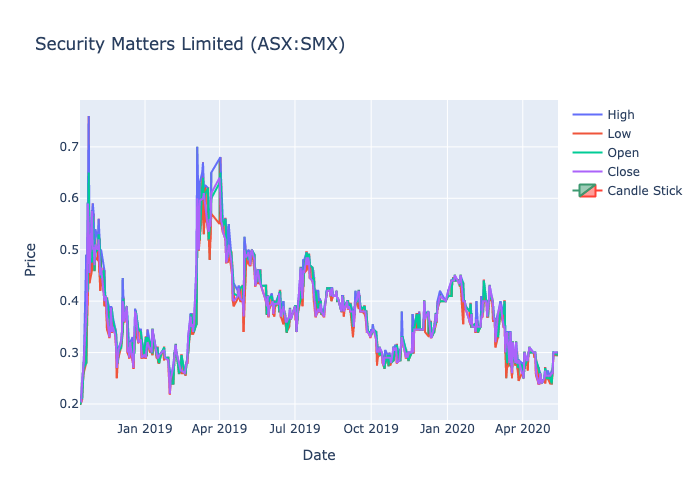 Security Matters Limited (ASX:SMX)
High
Low
Open
Close
Candle Stick
Price
0.7
0.6
0.5
0.4
0.3
0.2
Jan 2019
Apr 2019
Jul 2019
Oct 2019
Jan 2020
Apr 2020
Date